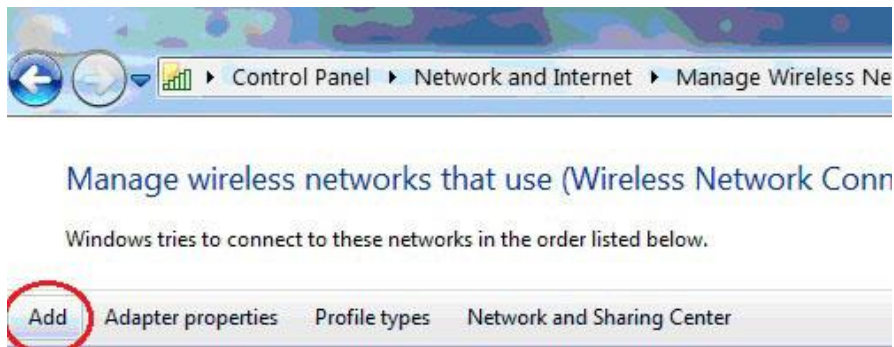 Control Panel Network and Internet Manage Wireless Ne
Manage wireless networks that use (Wireless Network Conn
Windows tries to connect to these networks in the order listed below.
Add Adapter properties Profile types Network and Sharing Center